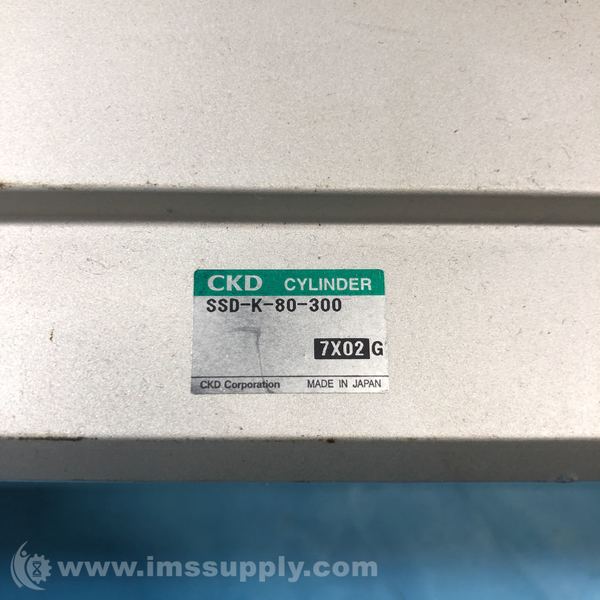 CKD CYLINDER
SSD-K-80-300
7X02 G
CKD Corporation MADE IN JAPAN
www.imssupply.com